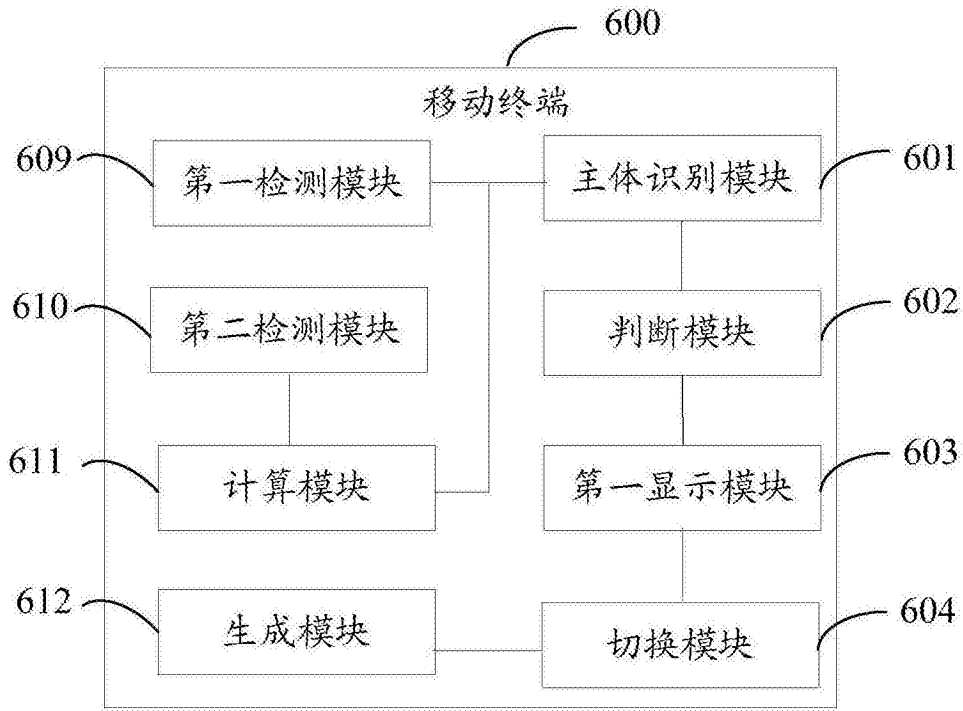 600
移动终端
609
第一检测模块
主体识别模块
601
610
第二检测模块
判断模块
602
611
计算模块
第一显示模块
603
612
生成模块
切换模块
604